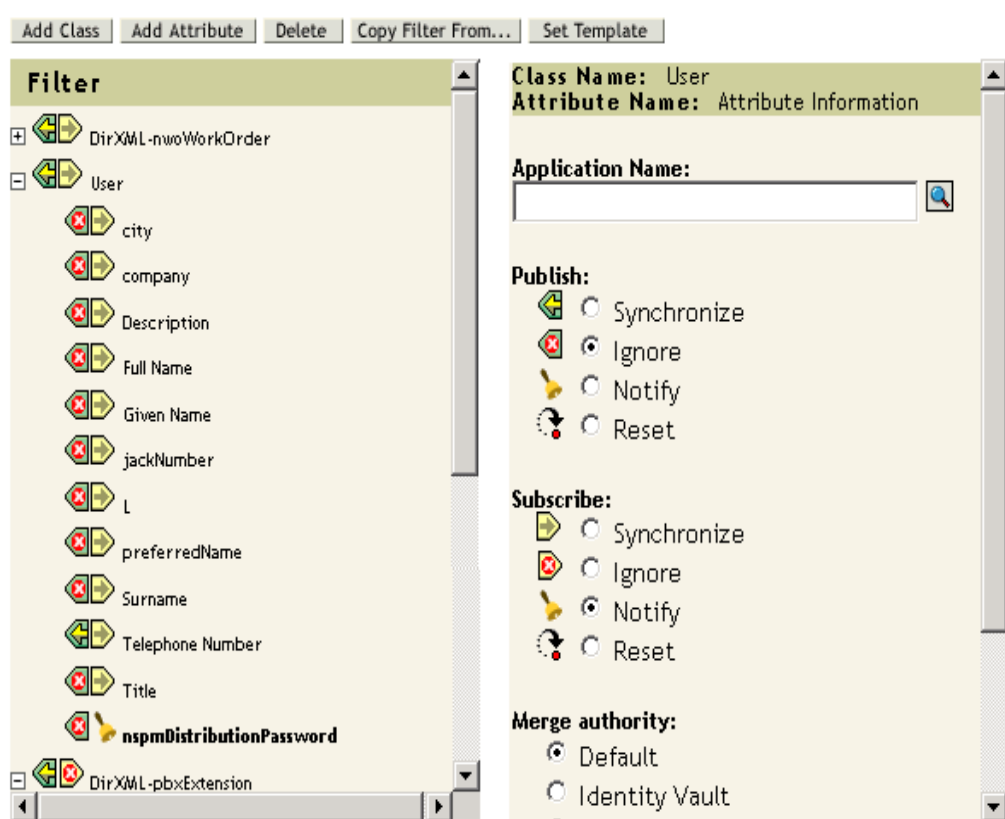 Add Class Add Attribute Delete Copy Filter From... Set Template
Filter
DirXML-nwoWorkOrder
User
city
company
Description
Full Name
Given Name
jackNumber
L
preferredName
Surname
Telephone Number
Title
nspmDistributionPassword
DirXML-pbxExtension
Class Name: User
Attribute Name: Attribute Information
Application Name:
Publish:
Synchronize
Ignore
Notify
Reset
Subscribe:
Synchronize
Ignore
Notify
Reset
Merge authority:
Default
Identity Vault